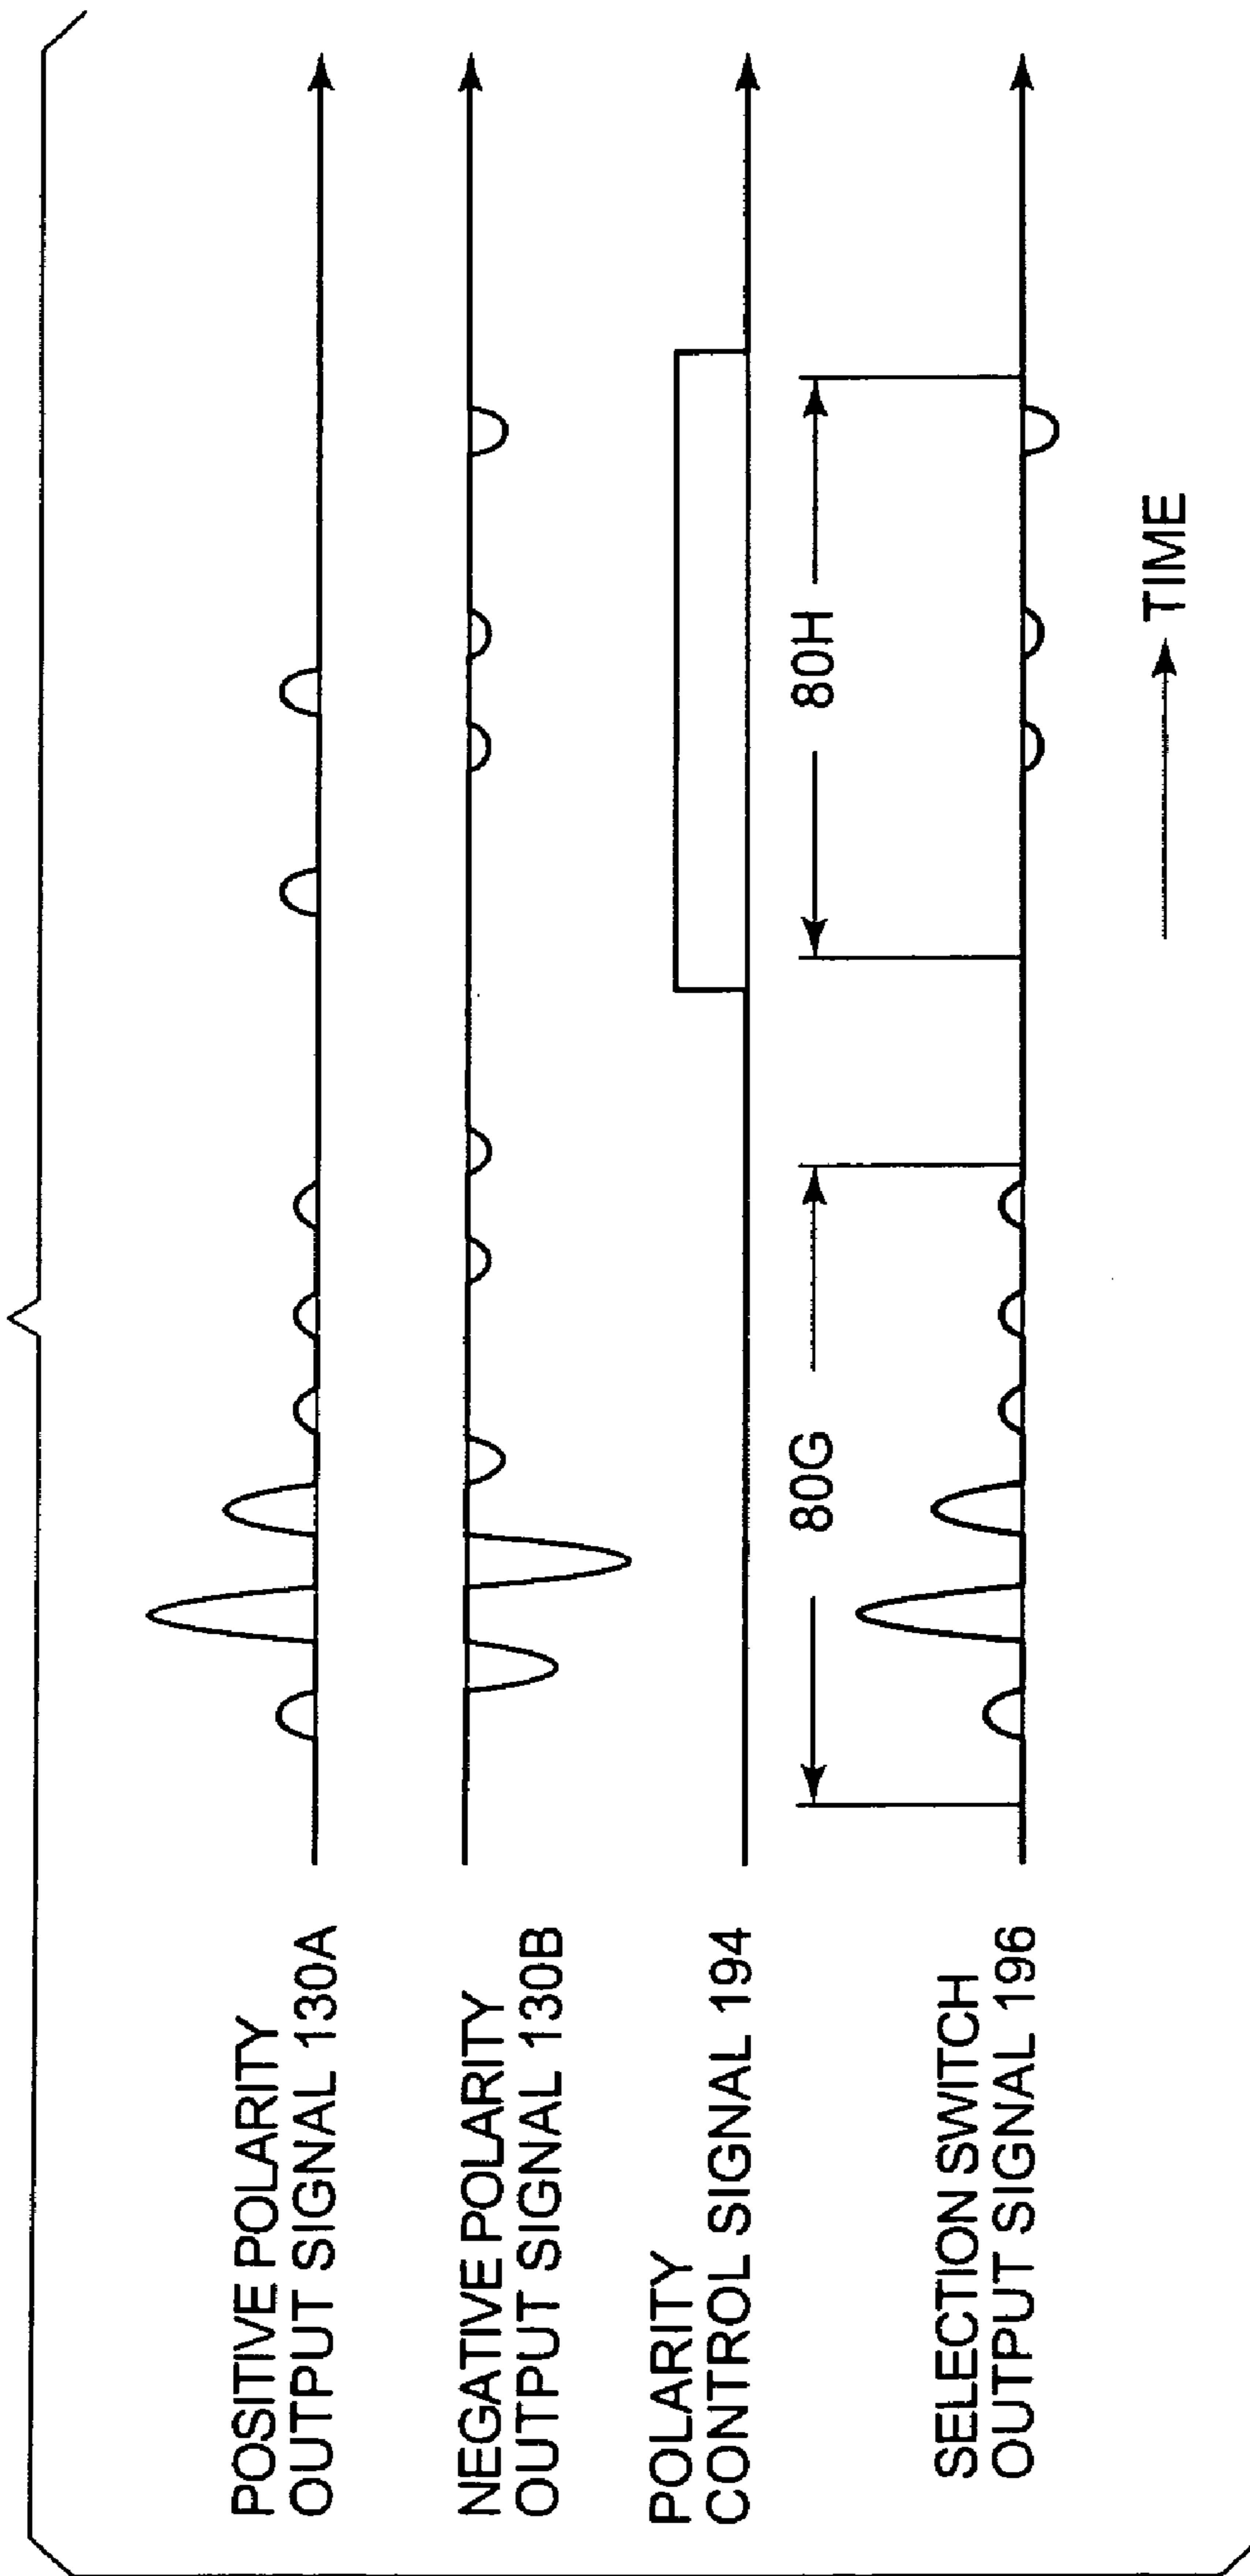 POSITIVE POLARITY
OUTPUT SIGNAL 130A
NEGATIVE POLARITY
OUTPUT SIGNAL 130B
POLARITY
CONTROL SIGNAL 194
80G
80H
SELECTION SWITCH
OUTPUT SIGNAL 196
TIME